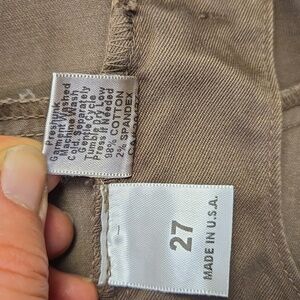 Preshrunk
Garment Washed
Machine Wash
Cold. Separately
Gentle Cycle
Tumble Dry Low
Press If Needed
98% COTTON
2% SPANDEX
27
MADE IN U.S.A.